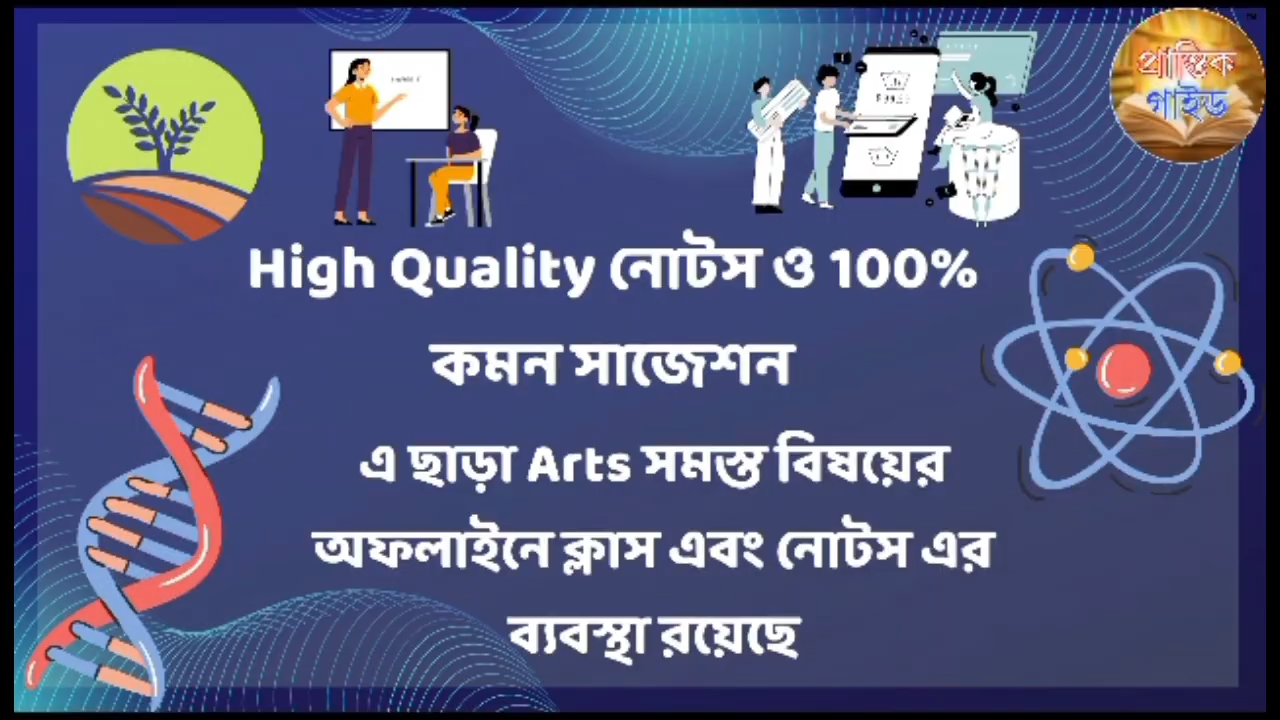 প্রান্তিক
গাইড
High Quality নোটস ও 100%
কমন সাজেশন
এ ছাড়া Arts সমস্ত বিষয়ের
অফলাইনে ক্লাস এবং নোটস এর
ব্যবস্থা রয়েছে